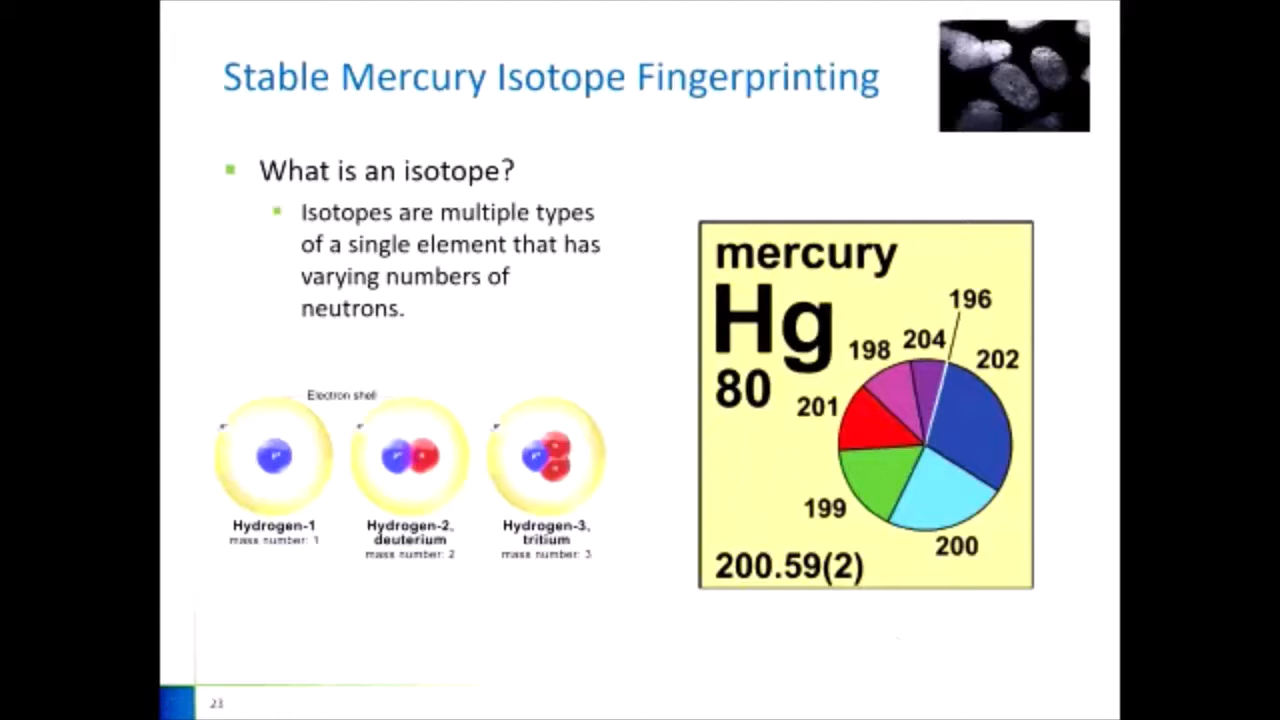 Stable Mercury Isotope Fingerprinting
What is an isotope?
Isotopes are multiple types
of a single element that has
varying numbers of
neutrons.
Electron shell
Hydrogen-1
mass number: 1
Hydrogen-2,
deuterium
mass number: 2
Hydrogen-3,
tritium
mass number: 3
mercury
Hg
80
196
204
198
202
201
199
200
200.59(2)
23